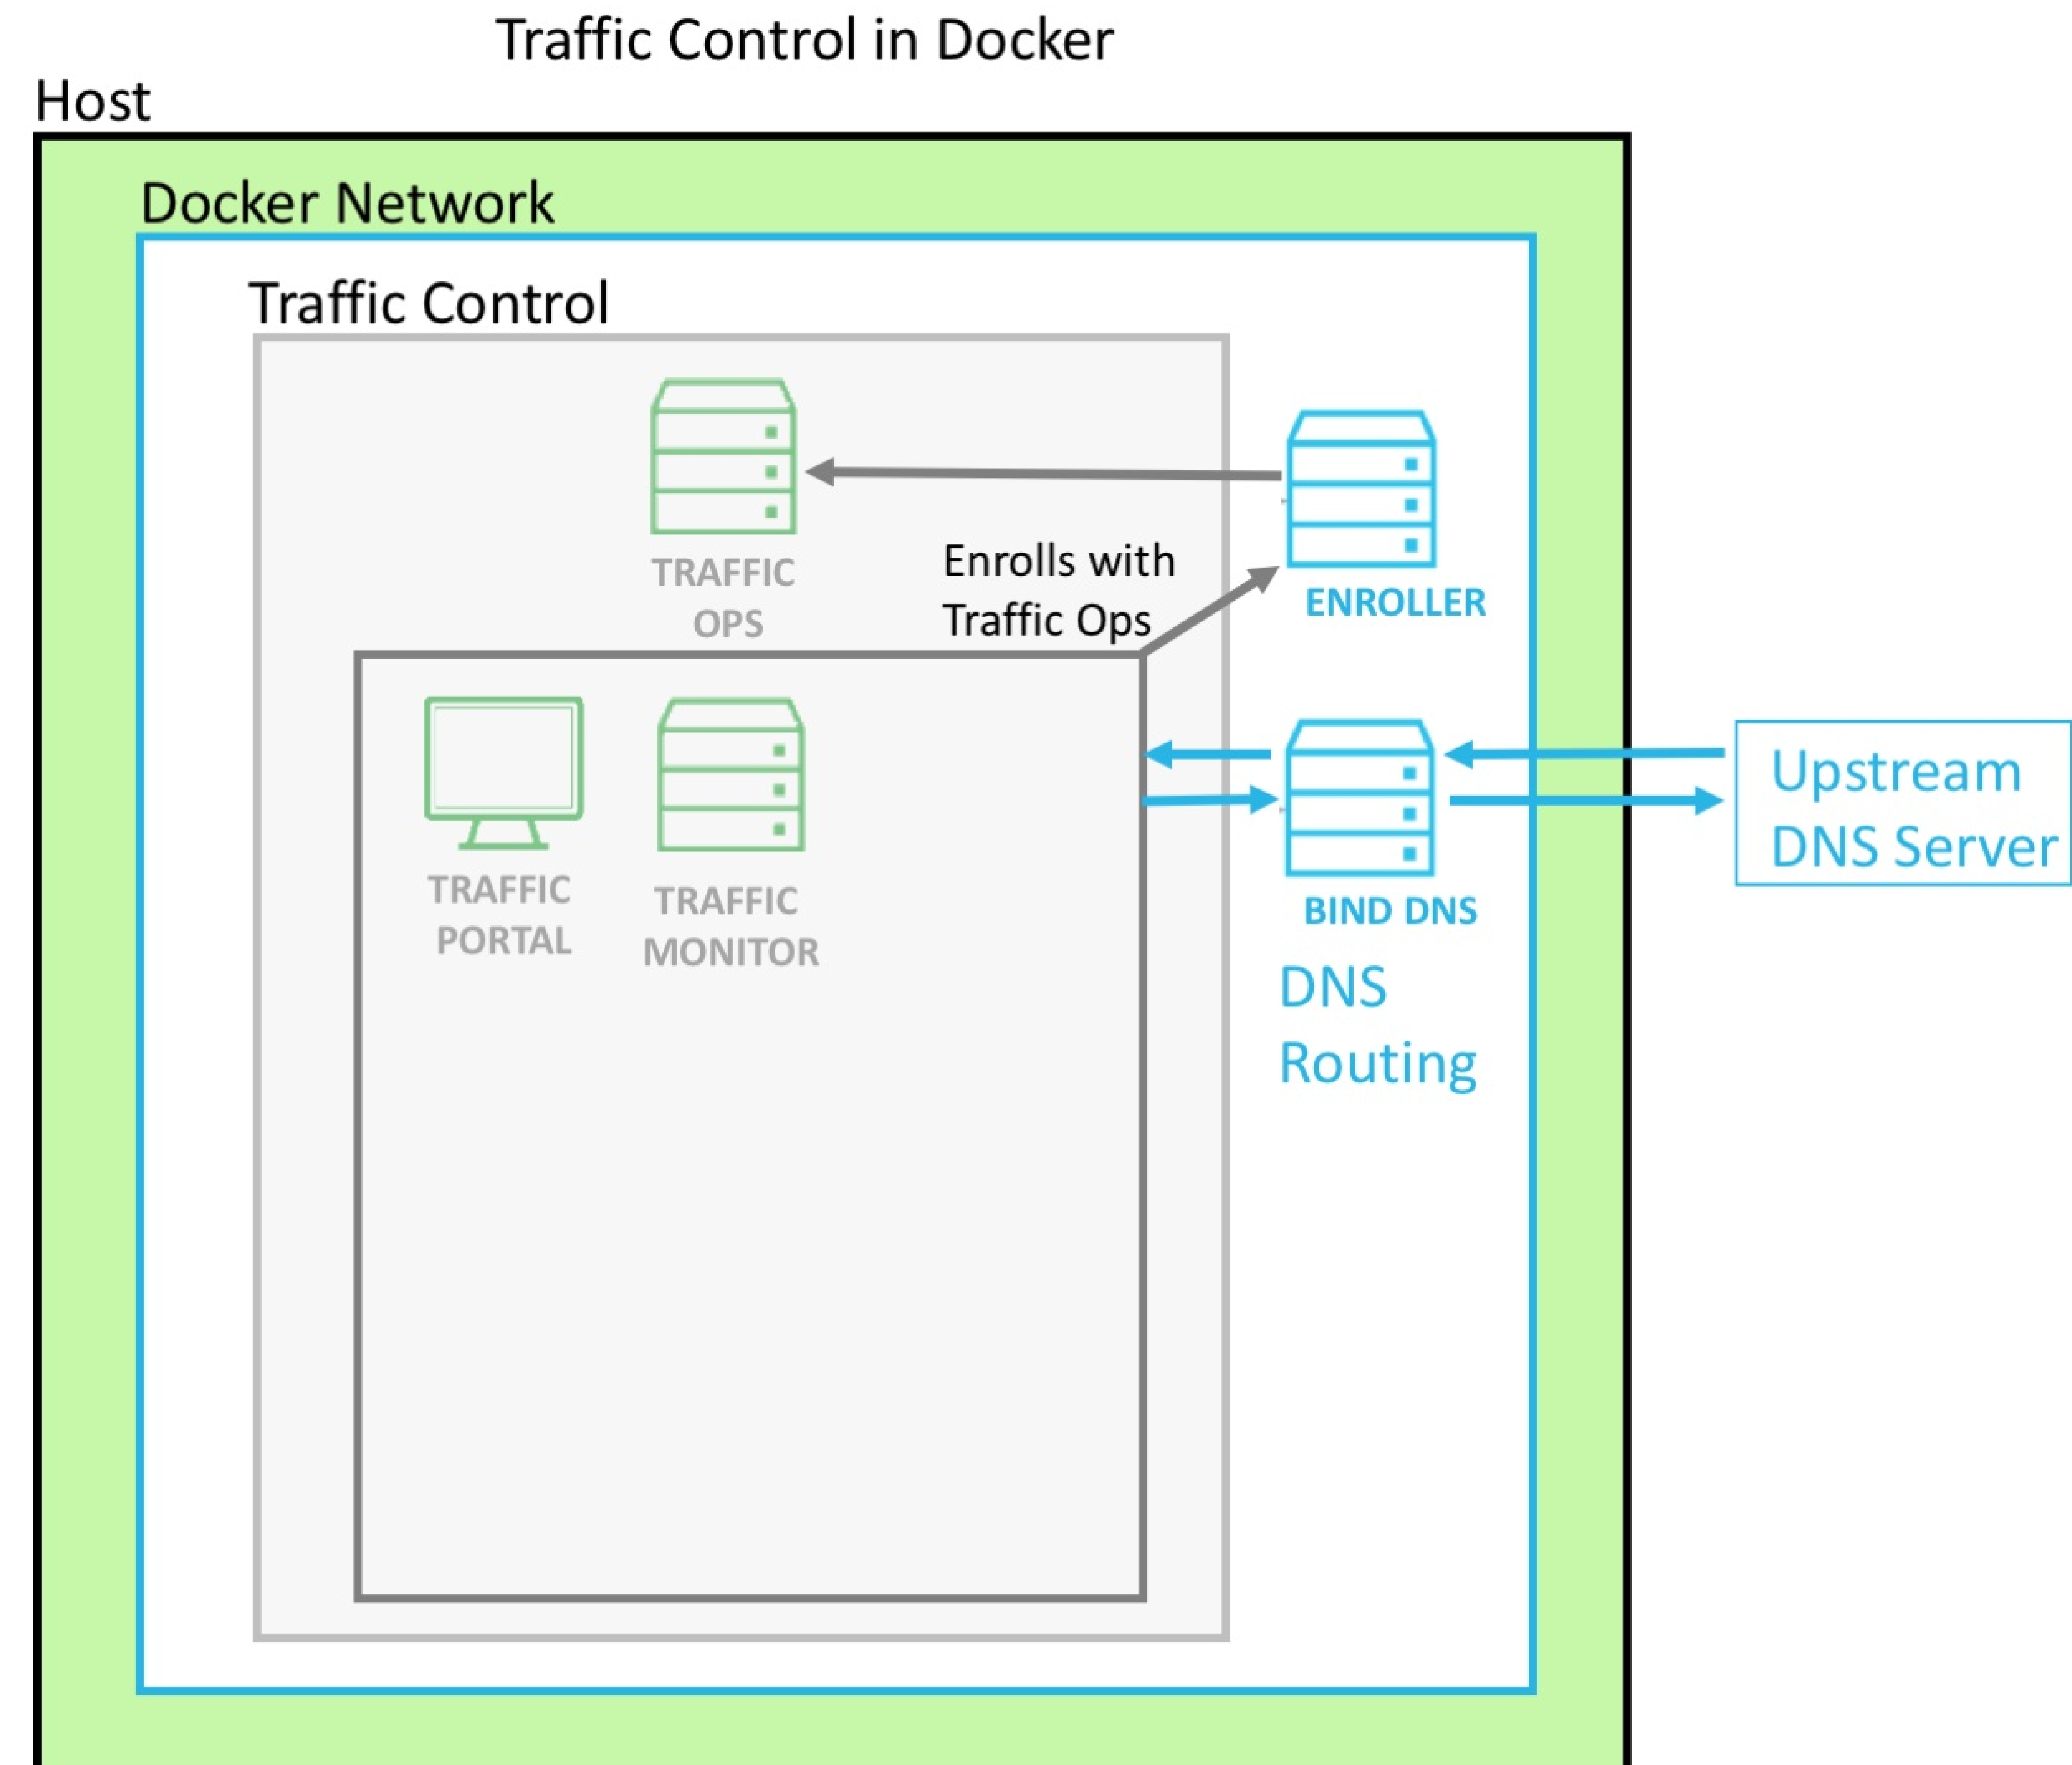 Traffic Control in Docker
Host
Docker Network
Traffic Control
TRAFFIC
OPS
Enrolls with
Traffic Ops
ENROLLER
TRAFFIC
PORTAL
TRAFFIC
MONITOR
BIND DNS
DNS
Routing
Upstream
DNS Server